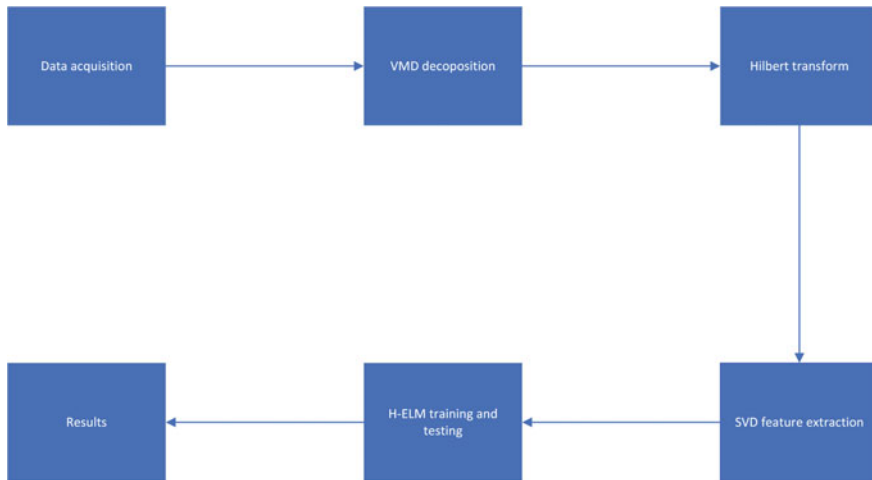 Data acquisition
VMD decoposition
Hilbert transform
SVD feature extraction
H-ELM training and
testing
Results